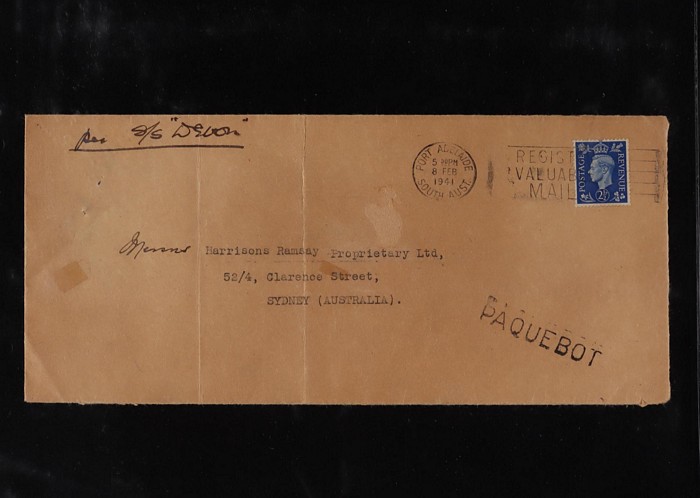 per S/S "Devon"
PORT ADELAIDE
5 PM
8 FEB
1941
SOUTH AUST
REGIST
VALUAB
MAIL
POSTAGE
REVENUE
2½
Messrs Harrisons Ramsay Proprietary Ltd,
52/4, Clarence Street,
SYDNEY (AUSTRALIA).
PAQUEBOT